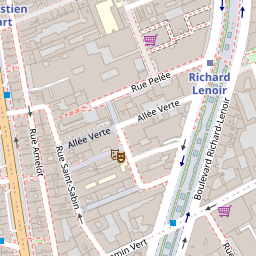 stien
art
Rue Pelée
Richard
Lenoir
Allée Verte
Allée Verte
Rue Amelot
Rue Saint-Sabin
Boulevard Richard-Lenoir
min Vert